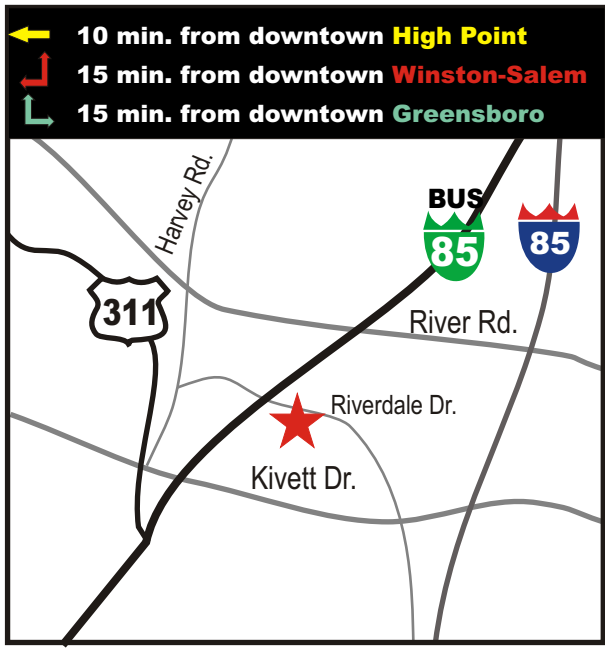 10 min. from downtown High Point
15 min. from downtown Winston-Salem
15 min. from downtown Greensboro
Harvey Rd.
BUS
85
85
311
River Rd.
Riverdale Dr.
Kivett Dr.